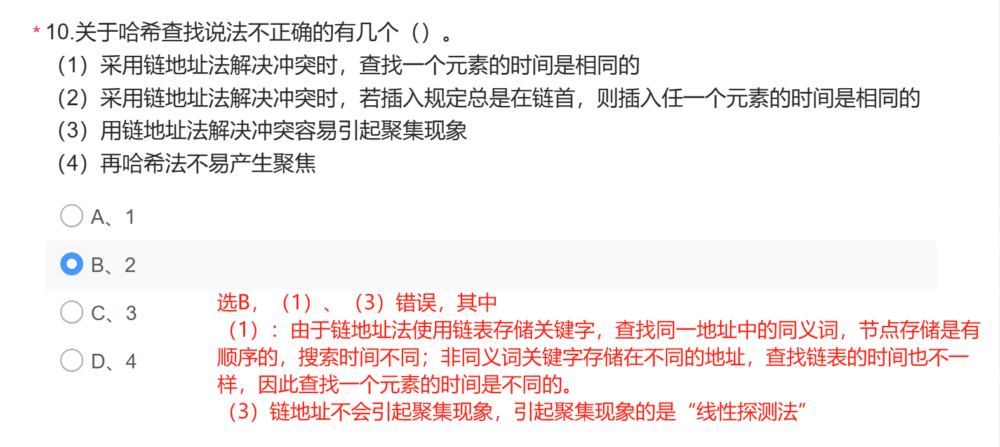 * 10.关于哈希查找说法不正确的有几个（）。
（1）采用链地址法解决冲突时，查找一个元素的时间是相同的
（2）采用链地址法解决冲突时，若插入规定总是在链首，则插入任一个元素的时间是相同的
（3）用链地址法解决冲突容易引起聚集现象
（4）再哈希法不易产生聚焦
A、1
B、2
C、3
D、4
选B，（1）、（3）错误，其中
（1）：由于链地址法使用链表存储关键字，查找同一地址中的同义词，节点存储是有
顺序的，搜索时间不同；非同义词关键字存储在不同的地址，查找链表的时间也不一
样，因此查找一个元素的时间是不同的。
（3）链地址不会引起聚集现象，引起聚集现象的是“线性探测法”